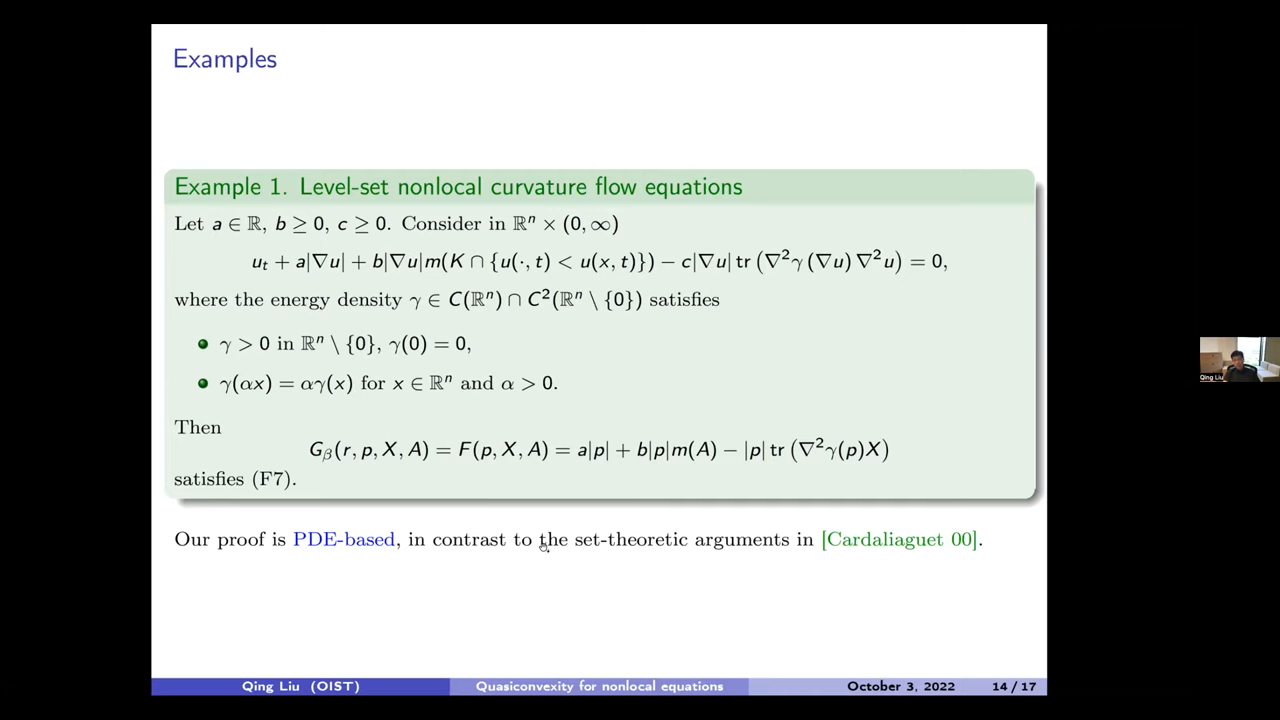 Examples
Example 1. Level-set nonlocal curvature flow equations
Let a ∈ ℝ, b ≥ 0, c ≥ 0. Consider in ℝⁿ × (0, ∞)
u_t + a|∇u| + b|∇u|m(K ∩ {u(·, t) < u(x, t)}) − c|∇u| tr (∇²γ (∇u) ∇²u) = 0,
where the energy density γ ∈ C(ℝⁿ) ∩ C²(ℝⁿ \ {0}) satisfies
γ > 0 in ℝⁿ \ {0}, γ(0) = 0,
γ(αx) = αγ(x) for x ∈ ℝⁿ and α > 0.
Then
G_β(r, p, X, A) = F(p, X, A) = a|p| + b|p|m(A) − |p| tr (∇²γ(p)X)
satisfies (F7).
Our proof is PDE-based, in contrast to the set-theoretic arguments in [Cardaliaguet 00].
Qing Liu
Qing Liu (OIST) Quasiconvexity for nonlocal equations October 3, 2022 14 / 17